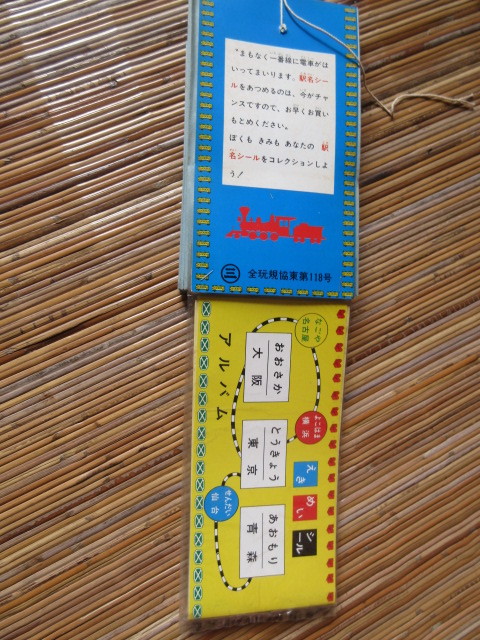 "まもなく一番線に電車がは
いってまいります。駅名シー
ルをあつめるのは、今がチャ
ンスですので、お早くお買い
もとめください。
ぼくも きみも あなたの 駅
名シールをコレクションしよ
う!
三 全玩規協東第118号
えき
めい
シール
アルバム
なごや
名古屋
おおさか
大阪
よこはま
横浜
とうきょう
東京
せんだい
仙台
あおもり
青森